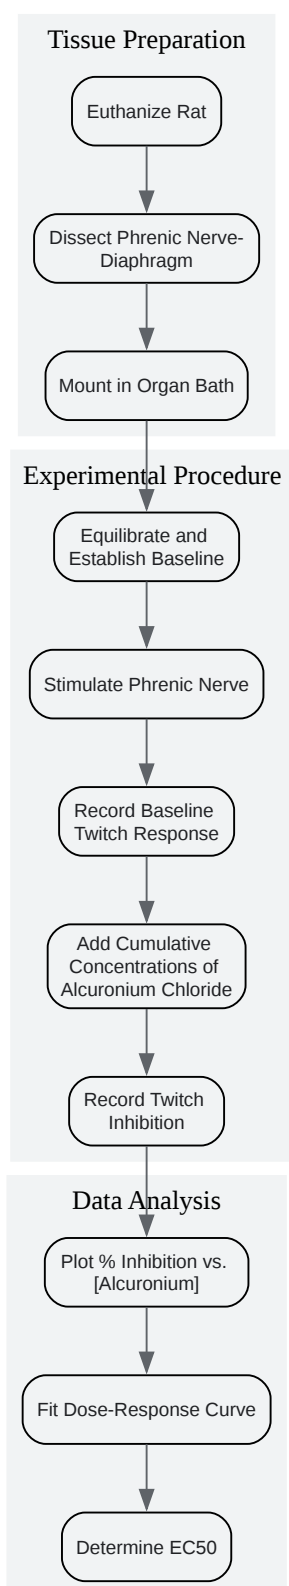 Tissue Preparation
Euthanize Rat
Dissect Phrenic Nerve-
Diaphragm
Mount in Organ Bath
Experimental Procedure
Equilibrate and
Establish Baseline
Stimulate Phrenic Nerve
Record Baseline
Twitch Response
Add Cumulative
Concentrations of
Alcuronium Chloride
Record Twitch
Inhibition
Data Analysis
Plot % Inhibition vs.
[Alcuronium]
Fit Dose-Response Curve
Determine EC50